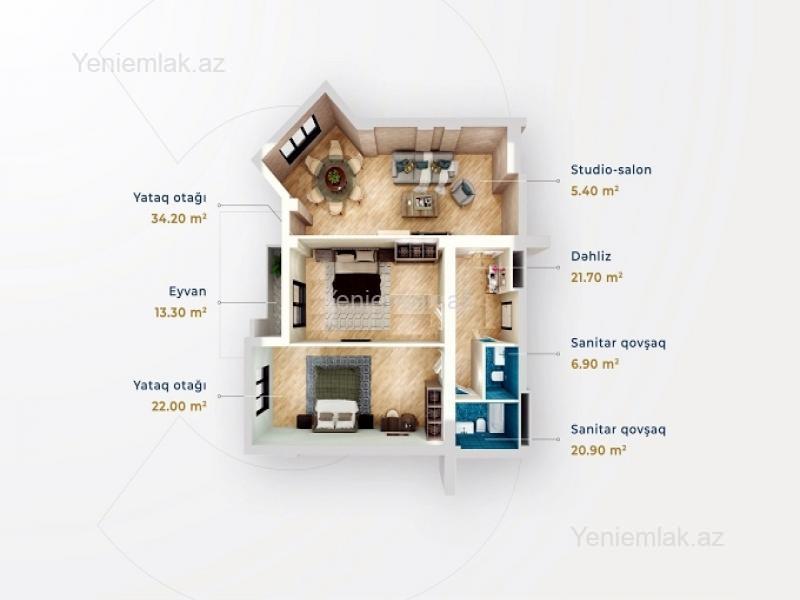 Yeniemlak.az
Yataq otağı
34.20 m²
Eyvan
13.30 m²
Yataq otağı
22.00 m²
Studio-salon
5.40 m²
Dəhliz
21.70 m²
Sanitar qovşaq
6.90 m²
Sanitar qovşaq
20.90 m²
Yeniemlak.az
Yeniemlak.az